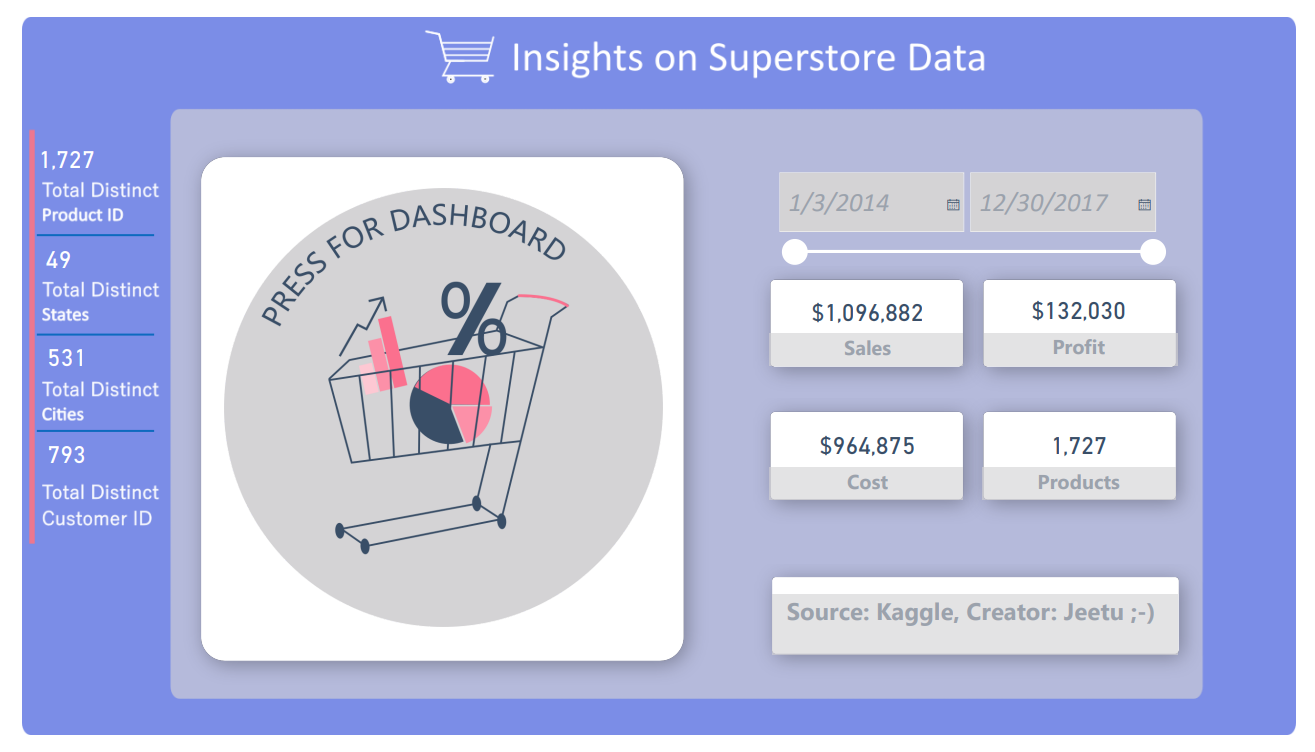 Insights on Superstore Data
1,727
Total Distinct
Product ID
49
Total Distinct
States
531
Total Distinct
Cities
793
Total Distinct
Customer ID
PRESS FOR DASHBOARD
%
1/3/2014
12/30/2017
$1,096,882
Sales
$132,030
Profit
$964,875
Cost
1,727
Products
Source: Kaggle, Creator: Jeetu ;-)